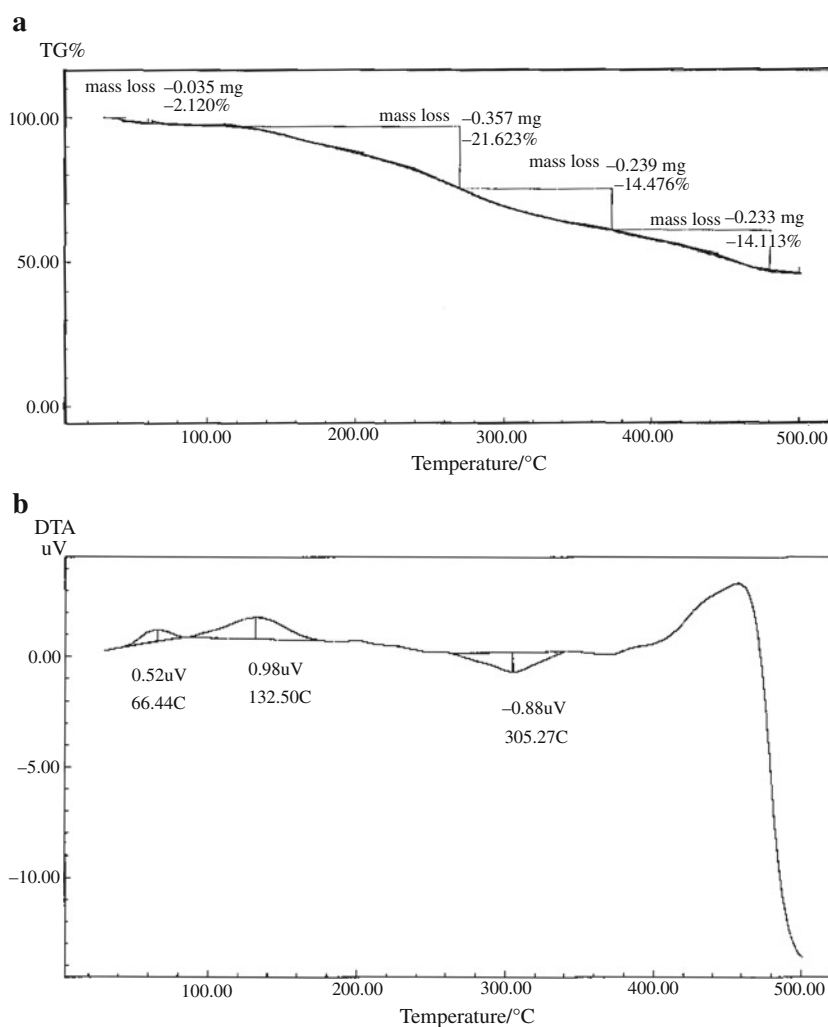 a
TG%
mass loss −0.035 mg
−2.120%
mass loss −0.357 mg
−21.623%
mass loss −0.239 mg
−14.476%
mass loss −0.233 mg
−14.113%
100.00
50.00
0.00
100.00 200.00 300.00 400.00 500.00
Temperature/°C
b
DTA
uV
0.00
−5.00
−10.00
0.52uV
66.44C
0.98uV
132.50C
−0.88uV
305.27C
100.00 200.00 300.00 400.00 500.00
Temperature/°C